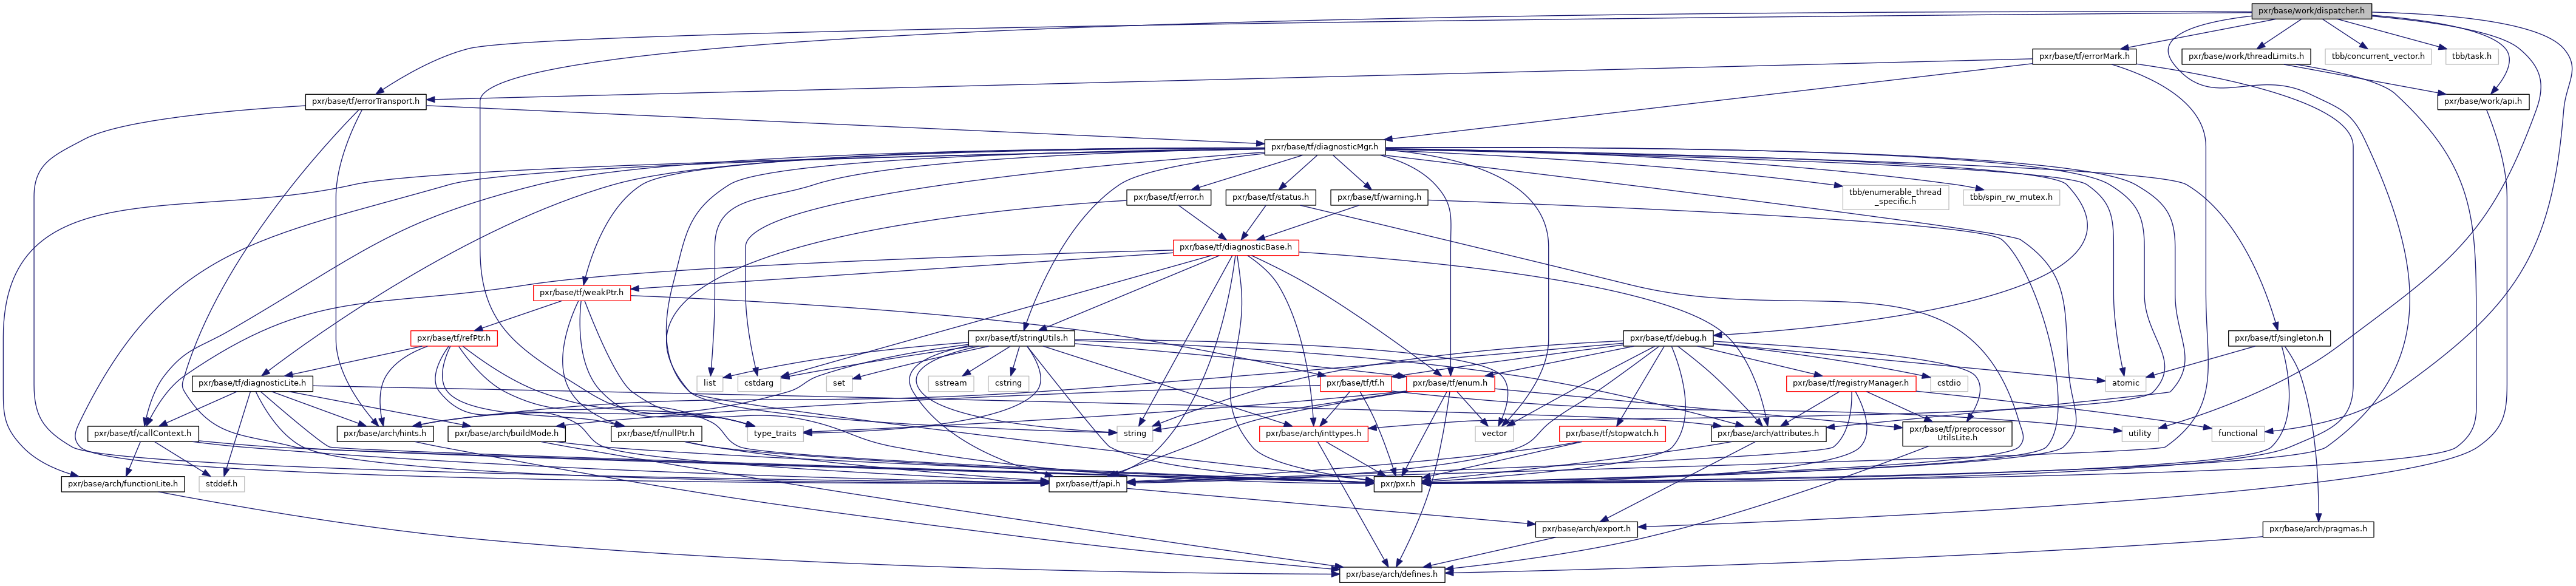 pxr/base/work/dispatcher.h
pxr/base/tf/errorMark.h
pxr/base/work/threadLimits.h
tbb/concurrent_vector.h
tbb/task.h
pxr/base/tf/errorTransport.h
pxr/base/work/api.h
pxr/base/tf/diagnosticMgr.h
pxr/base/tf/error.h
pxr/base/tf/status.h
pxr/base/tf/warning.h
tbb/enumerable_thread
_specific.h
tbb/spin_rw_mutex.h
pxr/base/tf/diagnosticBase.h
pxr/base/tf/weakPtr.h
pxr/base/tf/refPtr.h
pxr/base/tf/stringUtils.h
pxr/base/tf/debug.h
pxr/base/tf/singleton.h
pxr/base/tf/diagnosticLite.h
list
cstdarg
set
sstream
cstring
pxr/base/tf/tf.h
pxr/base/tf/enum.h
pxr/base/tf/registryManager.h
cstdio
atomic
pxr/base/tf/callContext.h
pxr/base/arch/hints.h
pxr/base/arch/buildMode.h
pxr/base/tf/nullPtr.h
type_traits
string
pxr/base/arch/inttypes.h
vector
pxr/base/tf/stopwatch.h
pxr/base/arch/attributes.h
pxr/base/tf/preprocessor
UtilsLite.h
utility
functional
pxr/base/arch/functionLite.h
stddef.h
pxr/base/tf/api.h
pxr/pxr.h
pxr/base/arch/export.h
pxr/base/arch/pragmas.h
pxr/base/arch/defines.h